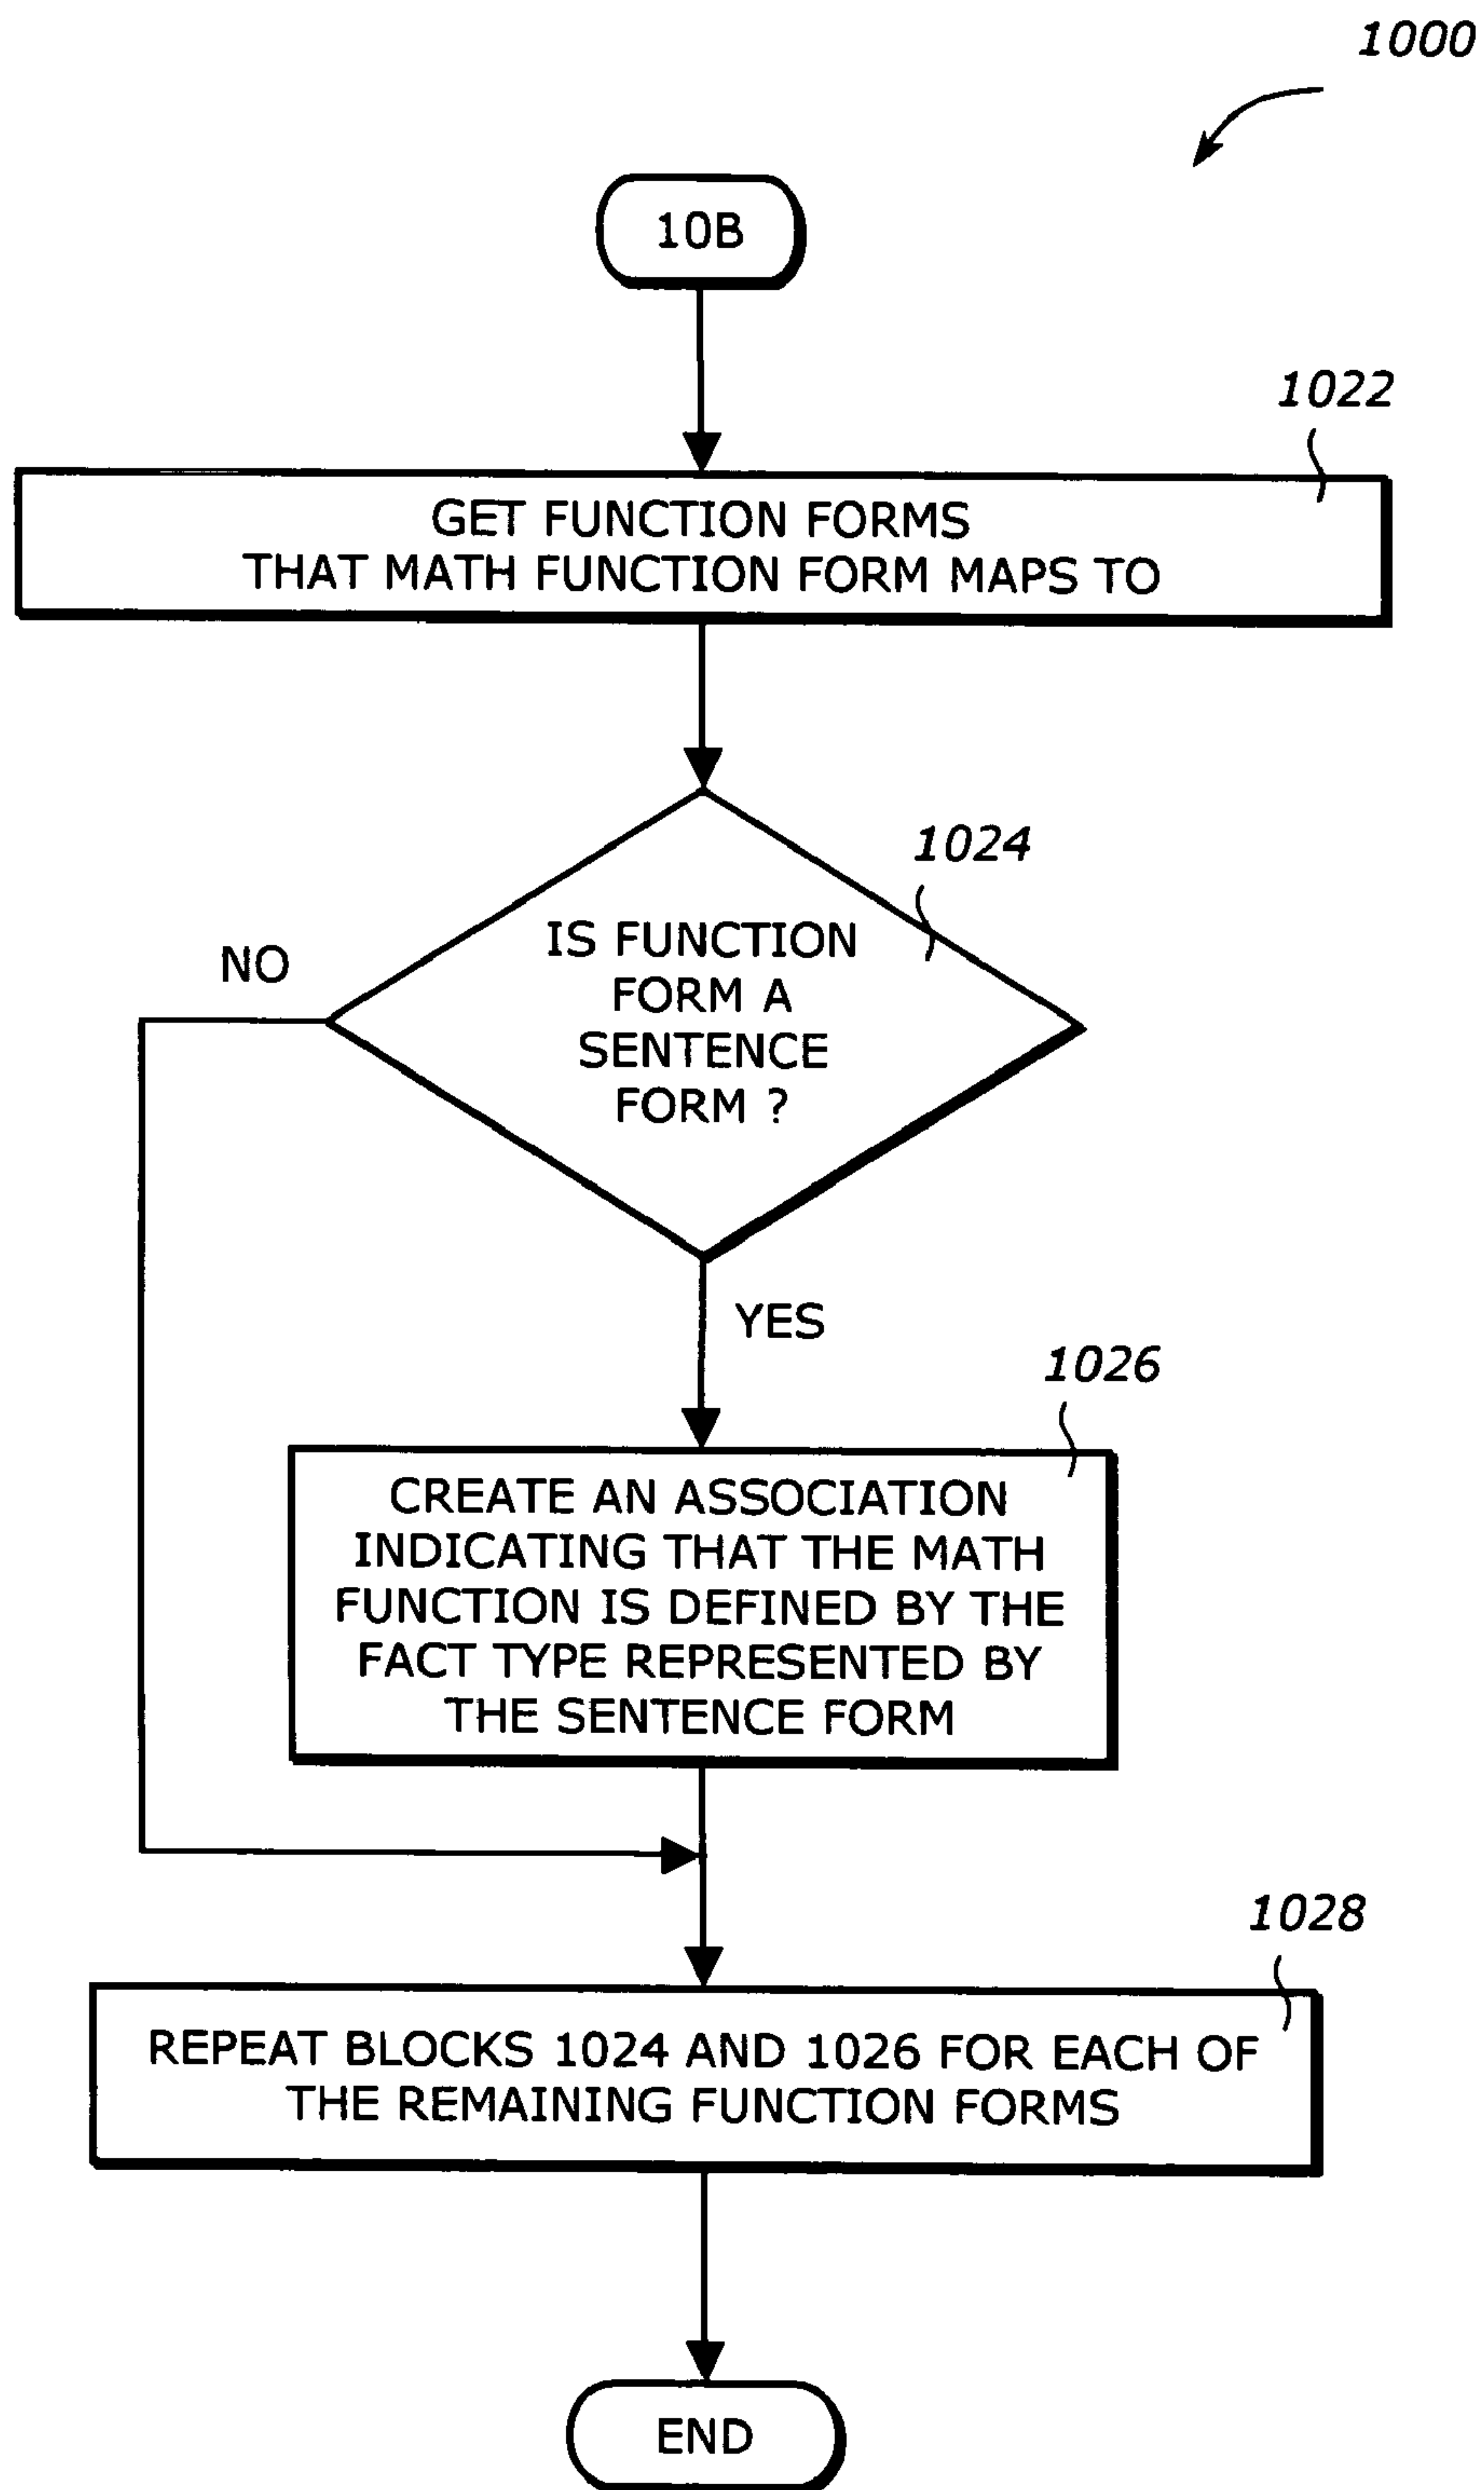 1000
10B
1022
GET FUNCTION FORMS
THAT MATH FUNCTION FORM MAPS TO
1024
IS FUNCTION
FORM A
SENTENCE
FORM ?
NO
YES
1026
CREATE AN ASSOCIATION
INDICATING THAT THE MATH
FUNCTION IS DEFINED BY THE
FACT TYPE REPRESENTED BY
THE SENTENCE FORM
1028
REPEAT BLOCKS 1024 AND 1026 FOR EACH OF
THE REMAINING FUNCTION FORMS
END